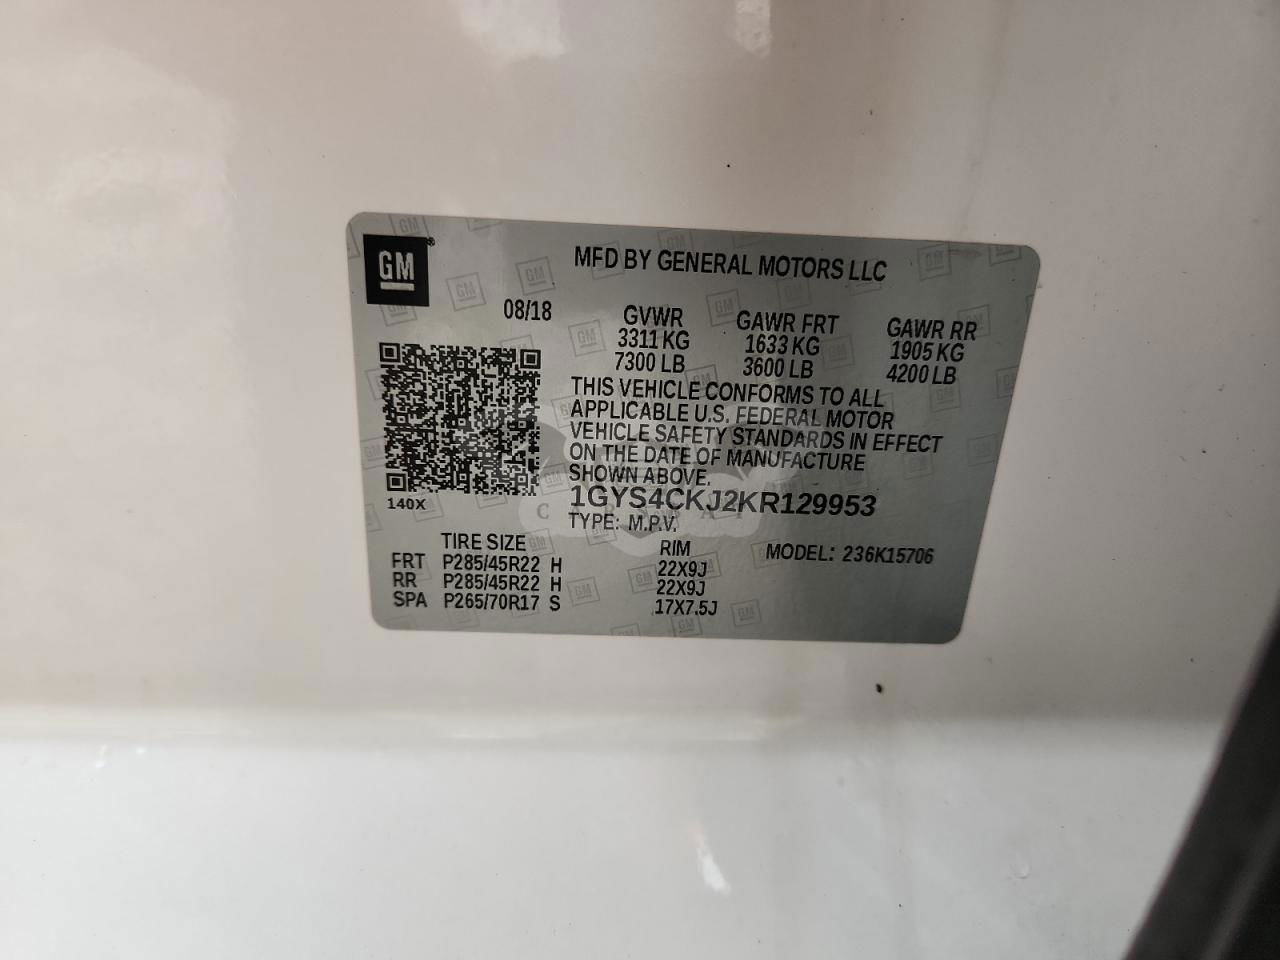 GM
MFD BY GENERAL MOTORS LLC
08/18
GVWR GAWR FRT GAWR RR
3311 KG 1633 KG 1905 KG
7300 LB 3600 LB 4200 LB
THIS VEHICLE CONFORMS TO ALL
APPLICABLE U.S. FEDERAL MOTOR
VEHICLE SAFETY STANDARDS IN EFFECT
ON THE DATE OF MANUFACTURE
SHOWN ABOVE.
140X
1GYS4CKJ2KR129953
TYPE: M.P.V.
MODEL: 236K15706
TIRE SIZE RIM
FRT P285/45R22 H 22X9J
RR P285/45R22 H 22X9J
SPA P265/70R17 S 17X7.5J